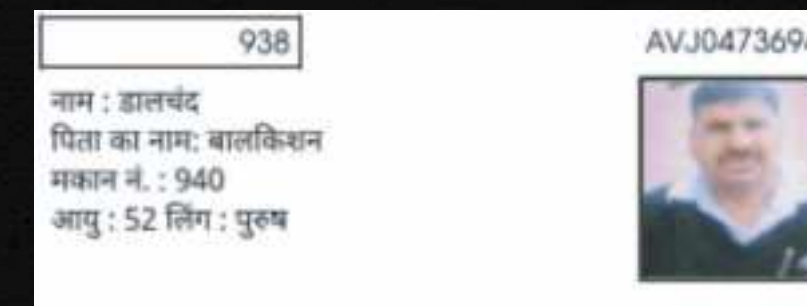 938
AVJ047369
नाम : डालचंद
पिता का नाम: बालकिशन
मकान नं. : 940
आयु : 52 लिंग : पुरुष